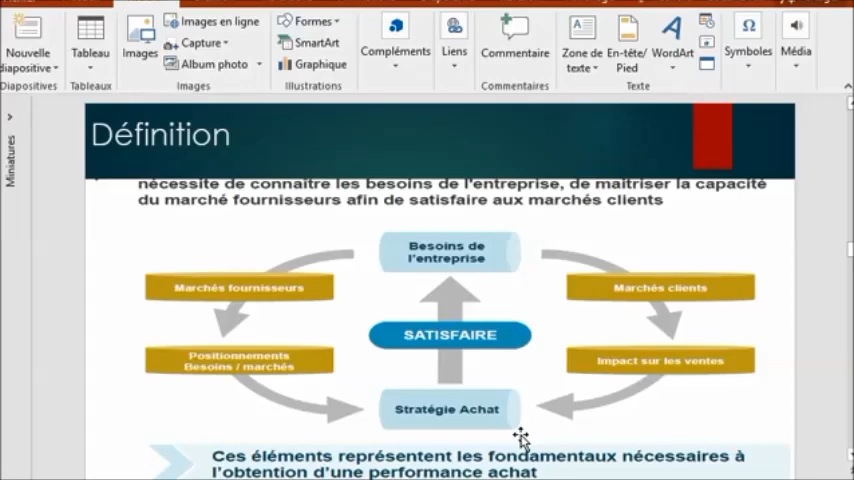 Nouvelle
diapositive
Tableau
Images
Images en ligne
Capture
Album photo
Formes
SmartArt
Graphique
Compléments
Liens
Commentaire
Zone de
texte
En-tête/
Pied
WordArt
Symboles
Média
Diapositives
Tableaux
Images
Illustrations
Commentaires
Texte
Miniatures
Définition
nécessite de connaître les besoins de l'entreprise, de maitriser la capacité
du marché fournisseurs afin de satisfaire aux marchés clients
Besoins de
l'entreprise
Marchés fournisseurs
Marchés clients
SATISFAIRE
Positionnements
Besoins / marchés
Impact sur les ventes
Stratégie Achat
Ces éléments représentent les fondamentaux nécessaires à
l'obtention d'une performance achat